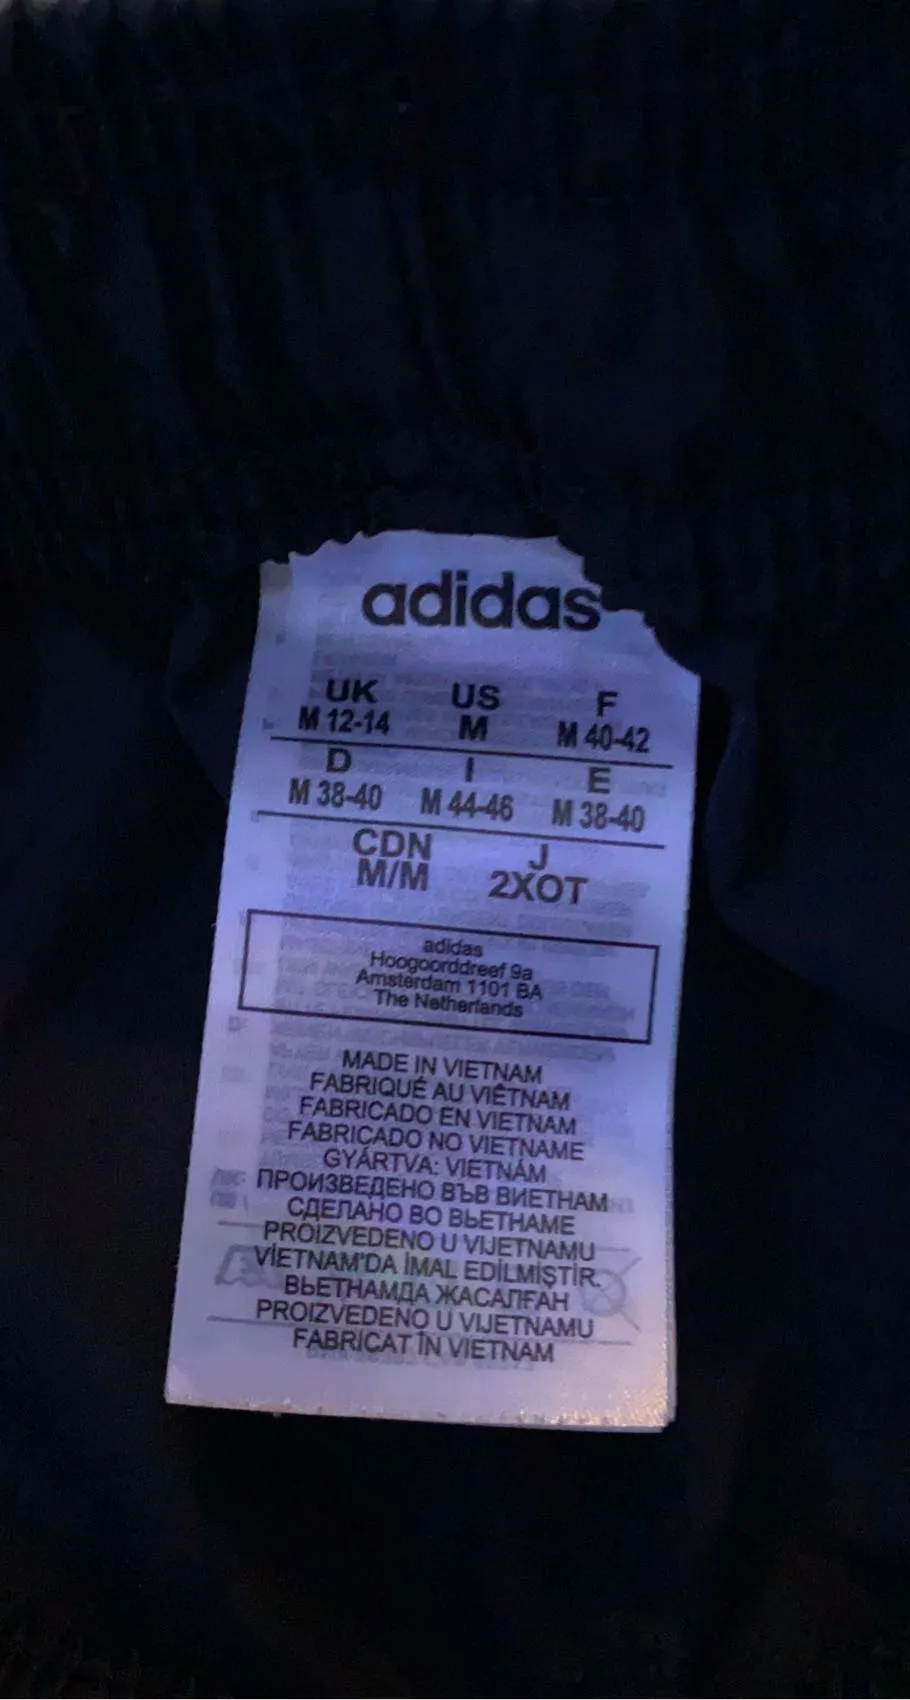 adidas
UK US F
M 12-14 M M 40-42
D I E
M 38-40 M 44-46 M 38-40
CDN J
M/M 2XOT
adidas
Hoogoorddreef 9a
Amsterdam 1101 BA
The Netherlands
MADE IN VIETNAM
FABRIQUÉ AU VIÊTNAM
FABRICADO EN VIETNAM
FABRICADO NO VIETNAME
GYÁRTVA: VIETNÁM
ПРОИЗВЕДЕНО ВЪВ ВИЕТНАМ
СДЕЛАНО ВО ВЬЕТНАМЕ
PROIZVEDENO U VIJETNAMU
VİETNAM'DA İMAL EDİLMİŞTİR.
ВЬЕТНАМДА ЖАСАЛҒАН
PROIZVEDENO U VIJETNAMU
FABRICAT ÎN VIETNAM